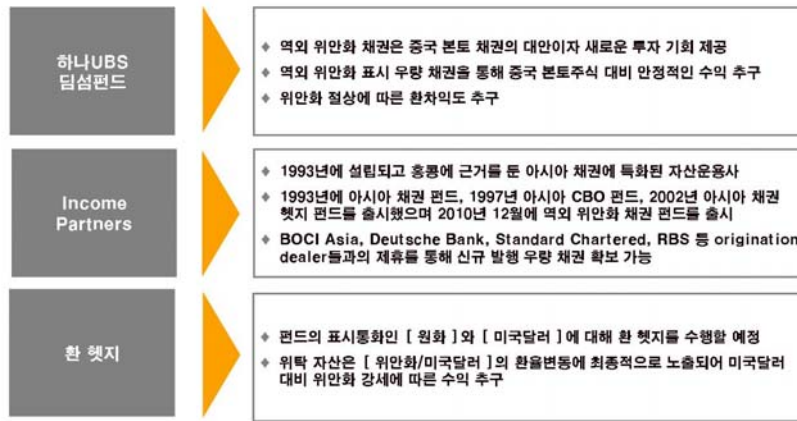 하나UBS
딤섬펀드
◆ 역외 위안화 채권은 중국 본토 채권의 대안이자 새로운 투자 기회 제공
◆ 역외 위안화 표시 우량 채권을 통해 중국 본토주식 대비 안정적인 수익 추구
◆ 위안화 절상에 따른 환차익도 추구
Income
Partners
◆ 1993년에 설립되고 홍콩에 근거를 둔 아시아 채권에 특화된 자산운용사
◆ 1993년에 아시아 채권 펀드, 1997년 아시아 CBO 펀드, 2002년 아시아 채권
헷지 펀드를 출시했으며 2010년 12월에 역외 위안화 채권 펀드를 출시
◆ BOCI Asia, Deutsche Bank, Standard Chartered, RBS 등 origination
dealer들과의 제휴를 통해 신규 발행 우량 채권 확보 가능
환 헷지
◆ 펀드의 표시통화인 [ 원화 ]와 [ 미국달러 ]에 대해 환 헷지를 수행할 예정
◆ 위탁 자산은 [ 위안화/미국달러 ]의 환율변동에 최종적으로 노출되어 미국달러
대비 위안화 강세에 따른 수익 추구